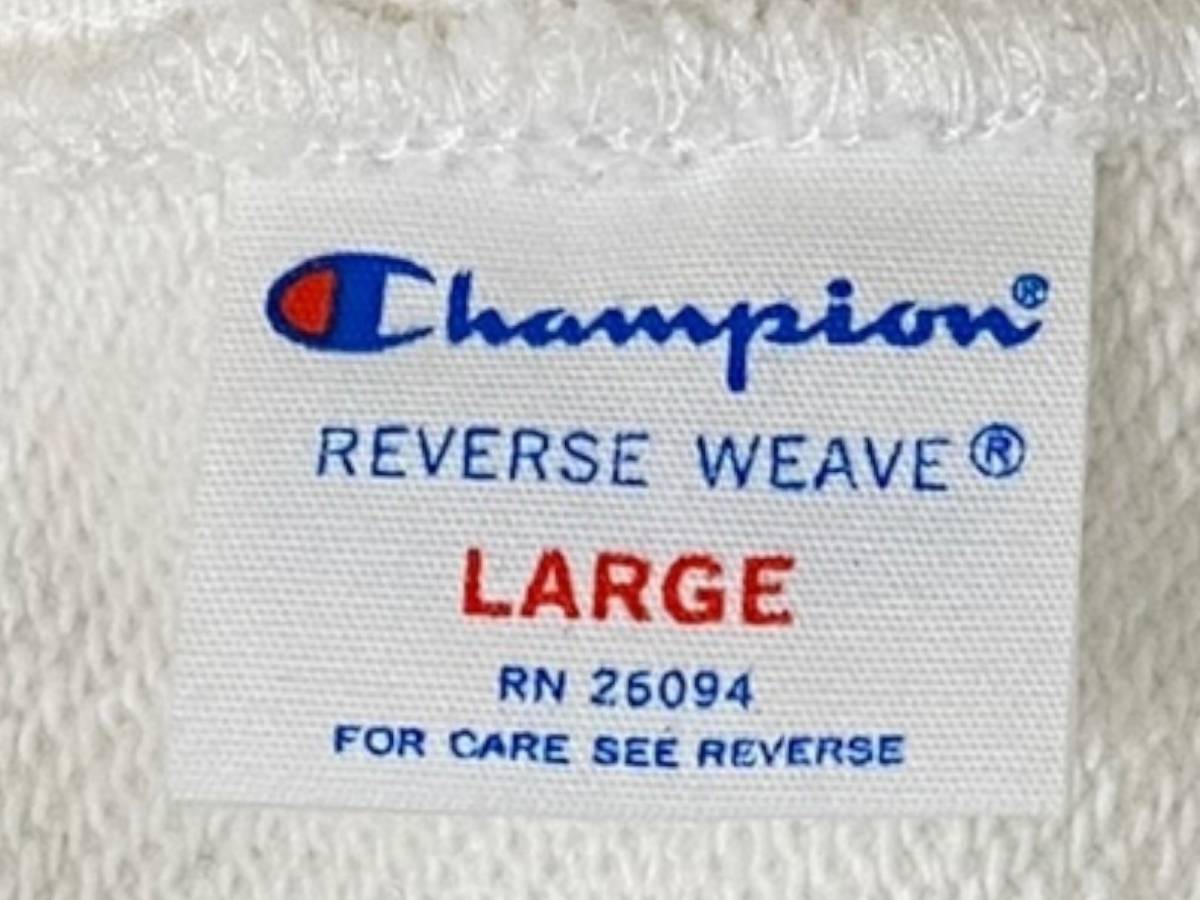 Champion®
REVERSE WEAVE®
LARGE
RN 26094
FOR CARE SEE REVERSE